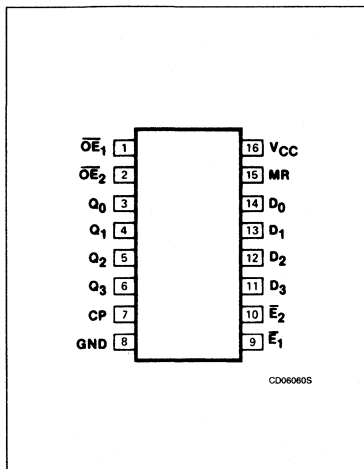 OE1 1 16 VCC
OE2 2 15 MR
Q0 3 14 D0
Q1 4 13 D1
Q2 5 12 D2
Q3 6 11 D3
CP 7 10 E2
GND 8 9 E1
CD06060S